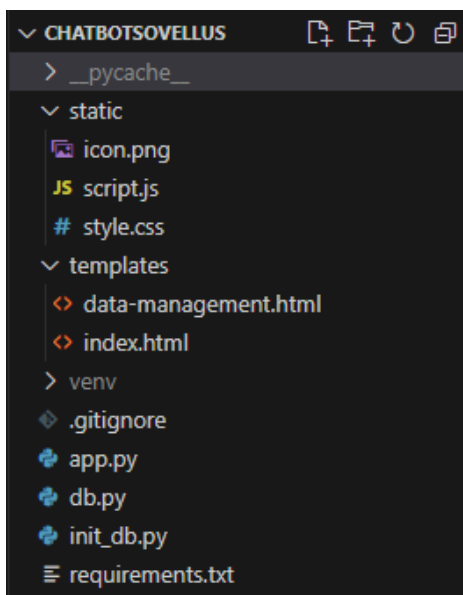 CHATBOTSOVELLUS
__pycache__
static
icon.png
JS script.js
# style.css
templates
<> data-management.html
<> index.html
venv
.gitignore
app.py
db.py
init_db.py
requirements.txt